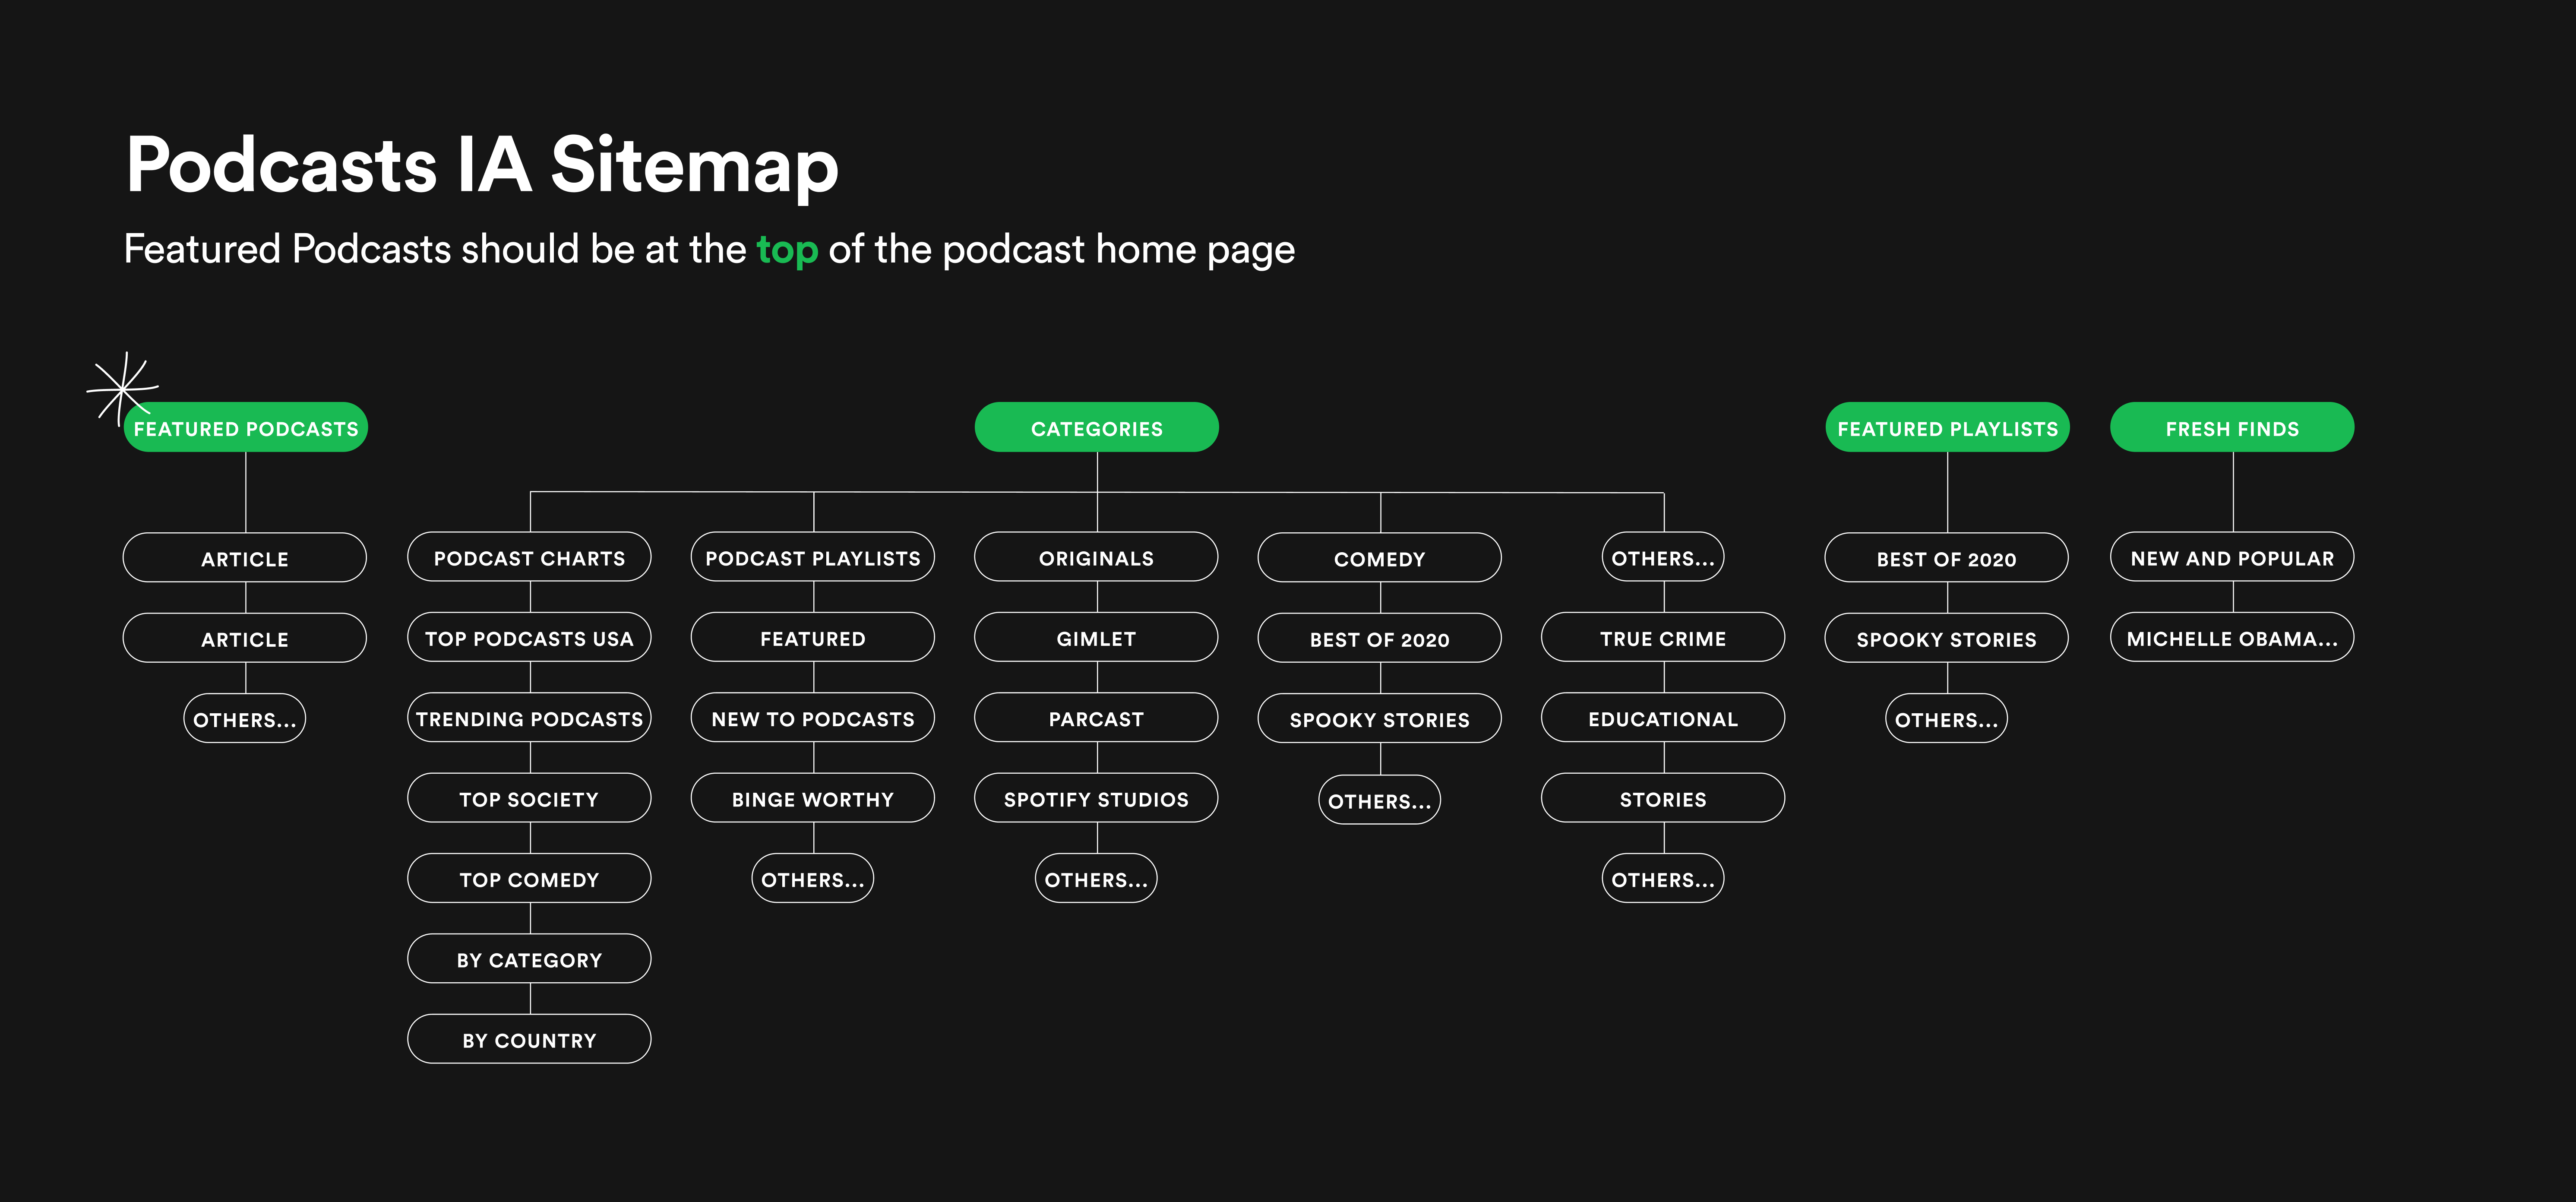 Podcasts IA Sitemap
Featured Podcasts should be at the top of the podcast home page
FEATURED PODCASTS
ARTICLE
ARTICLE
OTHERS...
CATEGORIES
PODCAST CHARTS
TOP PODCASTS USA
TRENDING PODCASTS
TOP SOCIETY
TOP COMEDY
BY CATEGORY
BY COUNTRY
PODCAST PLAYLISTS
FEATURED
NEW TO PODCASTS
BINGE WORTHY
OTHERS...
ORIGINALS
GIMLET
PARCAST
SPOTIFY STUDIOS
OTHERS...
COMEDY
BEST OF 2020
SPOOKY STORIES
OTHERS...
OTHERS...
TRUE CRIME
EDUCATIONAL
STORIES
OTHERS...
FEATURED PLAYLISTS
BEST OF 2020
SPOOKY STORIES
OTHERS...
FRESH FINDS
NEW AND POPULAR
MICHELLE OBAMA...